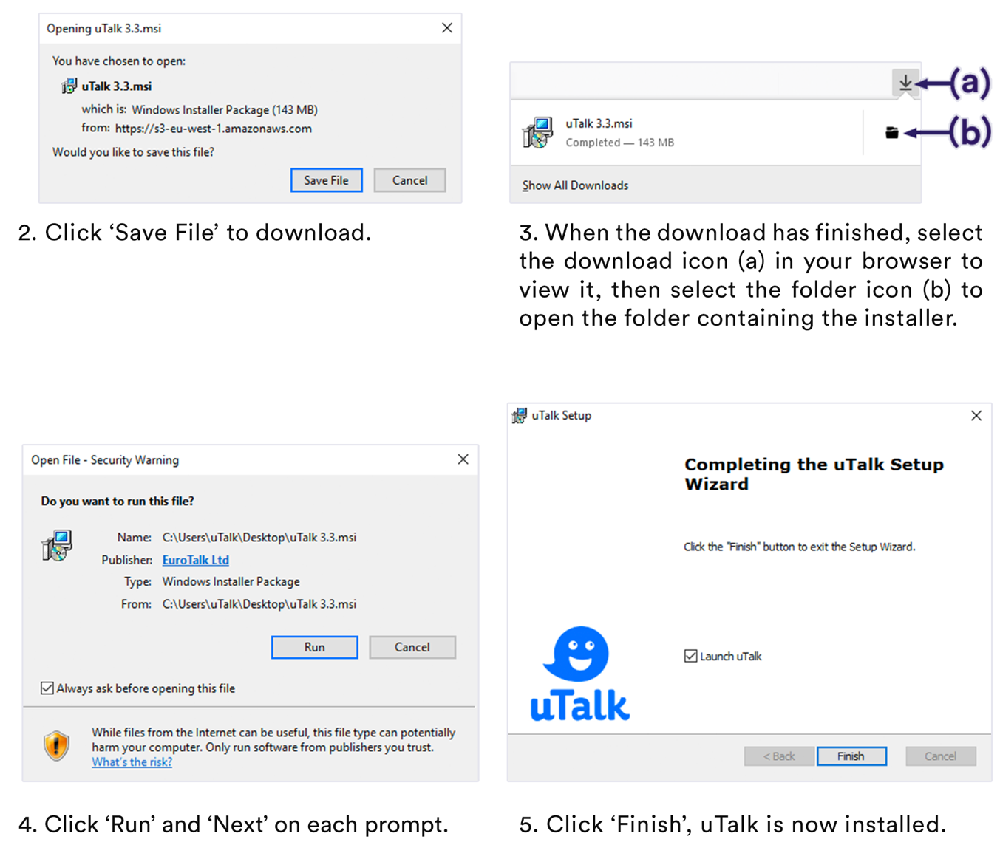 Opening uTalk 3.3.msi
You have chosen to open:
uTalk 3.3.msi
which is: Windows Installer Package (143 MB)
from: https://s3-eu-west-1.amazonaws.com
Would you like to save this file?
Save File
Cancel
2. Click ‘Save File’ to download.
(a)
uTalk 3.3.msi
Completed — 143 MB
(b)
Show All Downloads
3. When the download has finished, select
the download icon (a) in your browser to
view it, then select the folder icon (b) to
open the folder containing the installer.
Open File - Security Warning
Do you want to run this file?
Name: C:\Users\uTalk\Desktop\uTalk 3.3.msi
Publisher: EuroTalk Ltd
Type: Windows Installer Package
From: C:\Users\uTalk\Desktop\uTalk 3.3.msi
Run
Cancel
Always ask before opening this file
While files from the Internet can be useful, this file type can potentially
harm your computer. Only run software from publishers you trust.
What's the risk?
4. Click ‘Run’ and ‘Next’ on each prompt.
uTalk Setup
Completing the uTalk Setup
Wizard
Click the "Finish" button to exit the Setup Wizard.
Launch uTalk
uTalk
< Back
Finish
Cancel
5. Click ‘Finish’, uTalk is now installed.